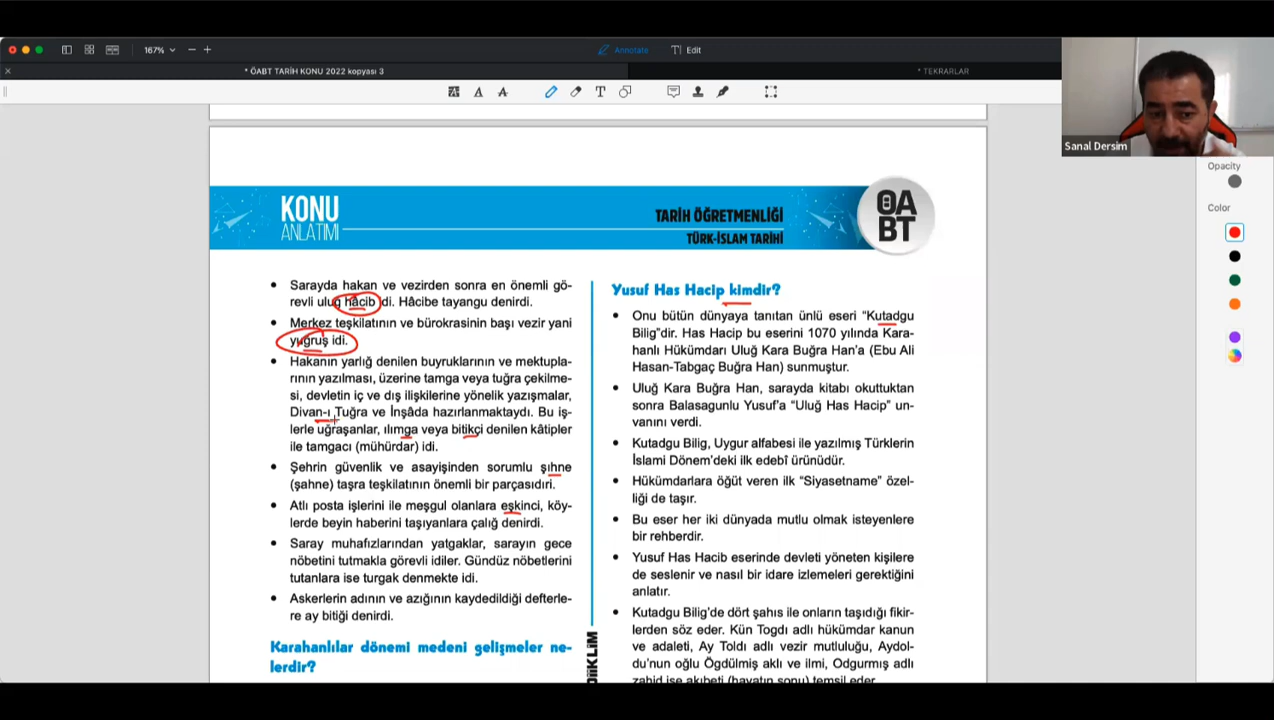 167%
Annotate
Edit
* ÖABT TARİH KONU 2022 kopyası 3
* TEKRARLAR
Sanal Dersim
Opacity
Color
KONU
ANLATIMI
TARİH ÖĞRETMENLİĞİ
TÜRK-İSLAM TARİHİ
ÖA
BT
• Sarayda hakan ve vezirden sonra en önemli gö-
revli uluğ hâcib di. Hâcibe tayangu denirdi.
• Merkez teşkilatının ve bürokrasinin başı vezir yani
yuğruş idi.
• Hakanın yarlığ denilen buyruklarının ve mektupla-
rının yazılması, üzerine tamga veya tuğra çekilme-
si, devletin iç ve dış ilişkilerine yönelik yazışmalar,
Divan-ı Tuğra ve İnşâda hazırlanmaktaydı. Bu iş-
lerle uğraşanlar, ılımga veya bitikçi denilen kâtipler
ile tamgacı (mühürdar) idi.
• Şehrin güvenlik ve asayişinden sorumlu şıhne
(şahne) taşra teşkilatının önemli bir parçasıdıri.
• Atlı posta işlerini ile meşgul olanlara eşkinci, köy-
lerde beyin haberini taşıyanlara çalığ denirdi.
• Saray muhafızlarından yatgaklar, sarayın gece
nöbetini tutmakla görevli idiler. Gündüz nöbetlerini
tutanlara ise turgak denmekte idi.
• Askerlerin adının ve azığının kaydedildiği defterle-
re ay bitiği denirdi.
Karahanlılar dönemi medeni gelişmeler ne-
lerdir?
Yusuf Has Hacip kimdir?
• Onu bütün dünyaya tanıtan ünlü eseri “Kutadgu
Bilig”dir. Has Hacip bu eserini 1070 yılında Kara-
hanlı Hükümdarı Uluğ Kara Buğra Han’a (Ebu Ali
Hasan-Tabgaç Buğra Han) sunmuştur.
• Uluğ Kara Buğra Han, sarayda kitabı okuttuktan
sonra Balasagunlu Yusuf’a “Uluğ Has Hacip” un-
vanını verdi.
• Kutadgu Bilig, Uygur alfabesi ile yazılmış Türklerin
İslami Dönem’deki ilk edebî ürünüdür.
• Hükümdarlara öğüt veren ilk “Siyasetname” özel-
liği de taşır.
• Bu eser her iki dünyada mutlu olmak isteyenlere
bir rehberdir.
• Yusuf Has Hacib eserinde devleti yöneten kişilere
de seslenir ve nasıl bir idare izlemeleri gerektiğini
anlatır.
• Kutadgu Bilig’de dört şahıs ile onların taşıdığı fikir-
lerden söz eder. Kün Togdı adlı hükümdar kanun
ve adaleti, Ay Toldı adlı vezir mutluluğu, Aydol-
du’nun oğlu Ögdülmiş aklı ve ilmi, Odgurmış adlı
zahid ise akıbeti (hayatın sonu) temsil eder.